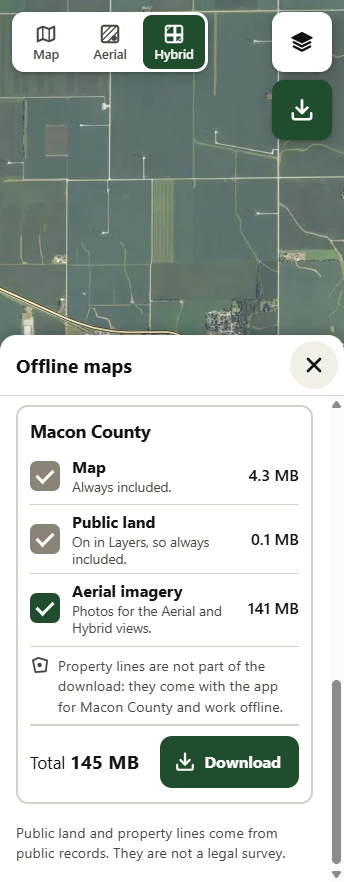 Map
Aerial
Hybrid
Offline maps
Macon County
Map
4.3 MB
Always included.
Public land
0.1 MB
On in Layers, so always
included.
Aerial imagery
141 MB
Photos for the Aerial and
Hybrid views.
Property lines are not part of the
download: they come with the app
for Macon County and work offline.
Total 145 MB
Download
Public land and property lines come from
public records. They are not a legal survey.